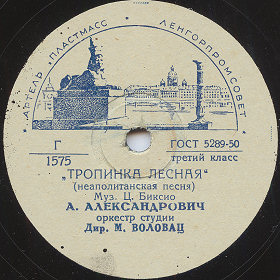 АРТЕЛЬ „ПЛАСТМАСС" ЛЕНГОРПРОМСОВЕТ
Г
1575
ГОСТ 5289-50
третий класс
„ТРОПИНКА ЛЕСНАЯ"
(неаполитанская песня)
Муз. Ц. Биксио
А. АЛЕКСАНДРОВИЧ
оркестр студии
Дир. М. ВОЛОВАЦ